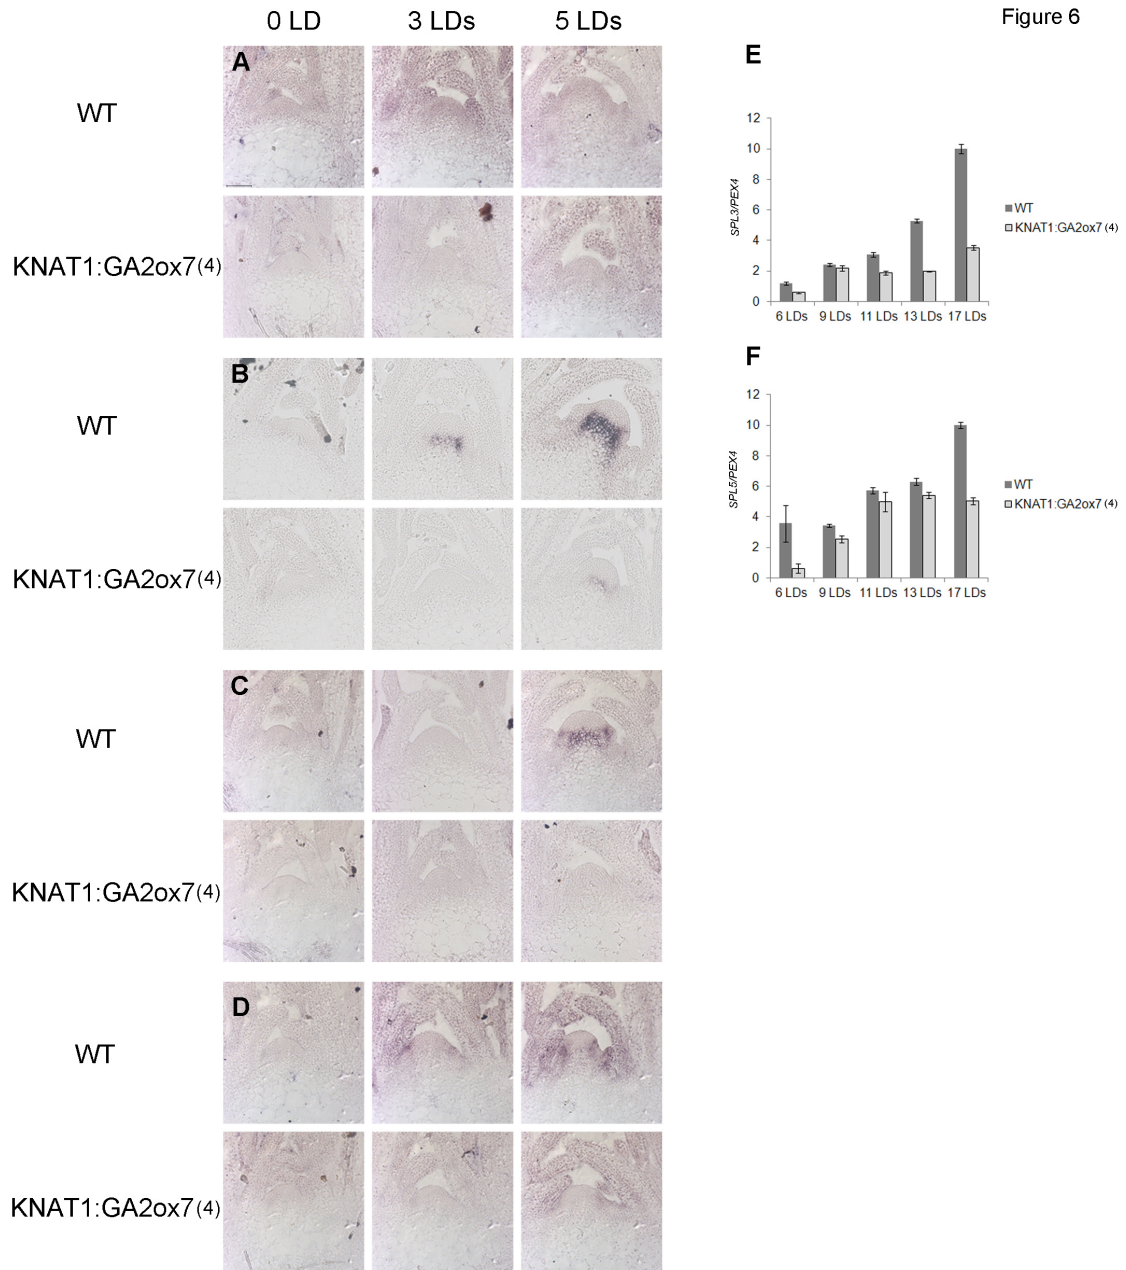 0 LD 3 LDs 5 LDs
Figure 6
A
WT
KNAT1:GA2ox7(4)
B
WT
KNAT1:GA2ox7(4)
C
WT
KNAT1:GA2ox7(4)
D
WT
KNAT1:GA2ox7(4)
E
SPL3/PEX4
12
10
8
6
4
2
0
6 LDs 9 LDs 11 LDs 13 LDs 17 LDs
WT
KNAT1:GA2ox7 (4)
F
SPL5/PEX4
12
10
8
6
4
2
0
6 LDs 9 LDs 11 LDs 13 LDs 17 LDs
WT
KNAT1:GA2ox7 (4)